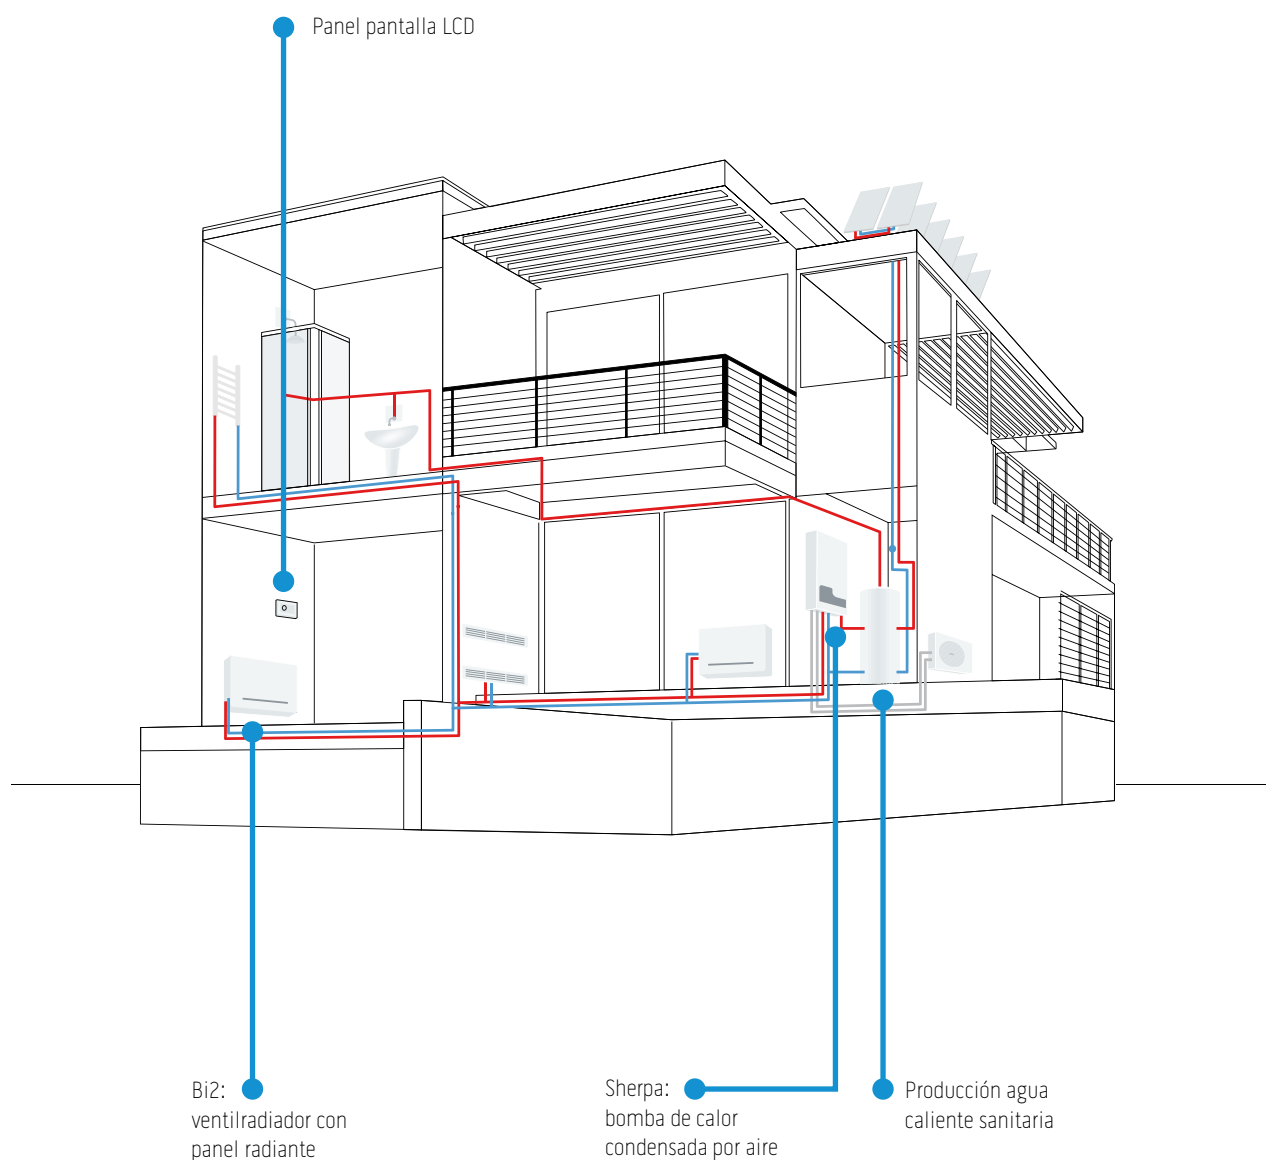 Panel pantalla LCD
Bi2:
ventilradiador con
panel radiante
Sherpa:
bomba de calor
condensada por aire
Producción agua
caliente sanitaria